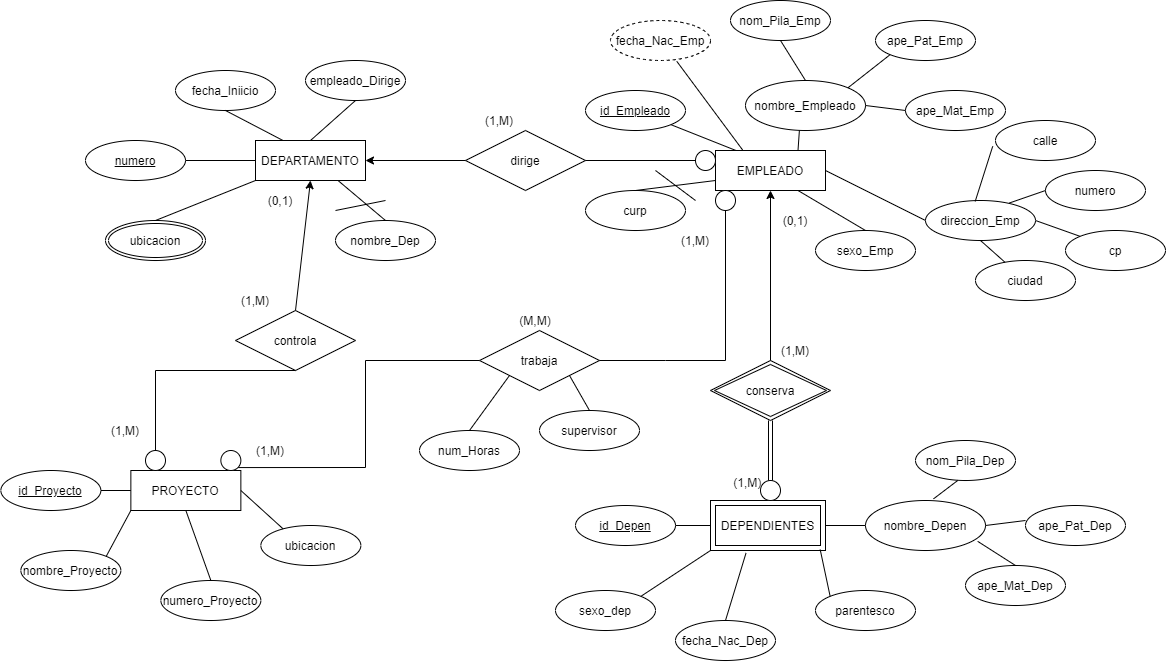 nom_Pila_Emp
fecha_Nac_Emp
ape_Pat_Emp
empleado_Dirige
fecha_Iniicio
nombre_Empleado
id_Empleado
ape_Mat_Emp
(1,M)
calle
numero
DEPARTAMENTO
dirige
EMPLEADO
numero
(0,1)
curp
(0,1)
direccion_Emp
ubicacion
nombre_Dep
(1,M)
sexo_Emp
cp
ciudad
(1,M)
(M,M)
controla
trabaja
(1,M)
conserva
(1,M)
supervisor
num_Horas
(1,M)
nom_Pila_Dep
(1,M)
id_Proyecto
PROYECTO
id_Depen
DEPENDIENTES
nombre_Depen
ape_Pat_Dep
ubicacion
nombre_Proyecto
ape_Mat_Dep
numero_Proyecto
sexo_dep
parentesco
fecha_Nac_Dep